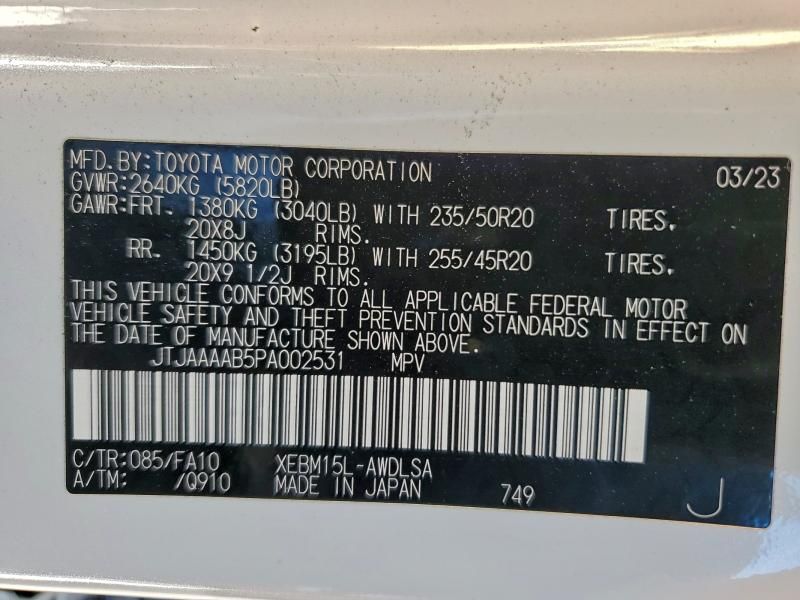 MFD. BY: TOYOTA MOTOR CORPORATION 03/23
GVWR: 2640KG (5820LB)
GAWR: FRT. 1380KG (3040LB) WITH 235/50R20 TIRES.
20X8J RIMS.
RR. 1450KG (3195LB) WITH 255/45R20 TIRES.
20X9 1/2J RIMS.
THIS VEHICLE CONFORMS TO ALL APPLICABLE FEDERAL MOTOR
VEHICLE SAFETY AND THEFT PREVENTION STANDARDS IN EFFECT ON
THE DATE OF MANUFACTURE SHOWN ABOVE.
JTJAAAAB5PA002531 MPV
C/TR: 085/FA10 XEBM15L-AWDLSA
A/TM: /Q910 MADE IN JAPAN 749 J